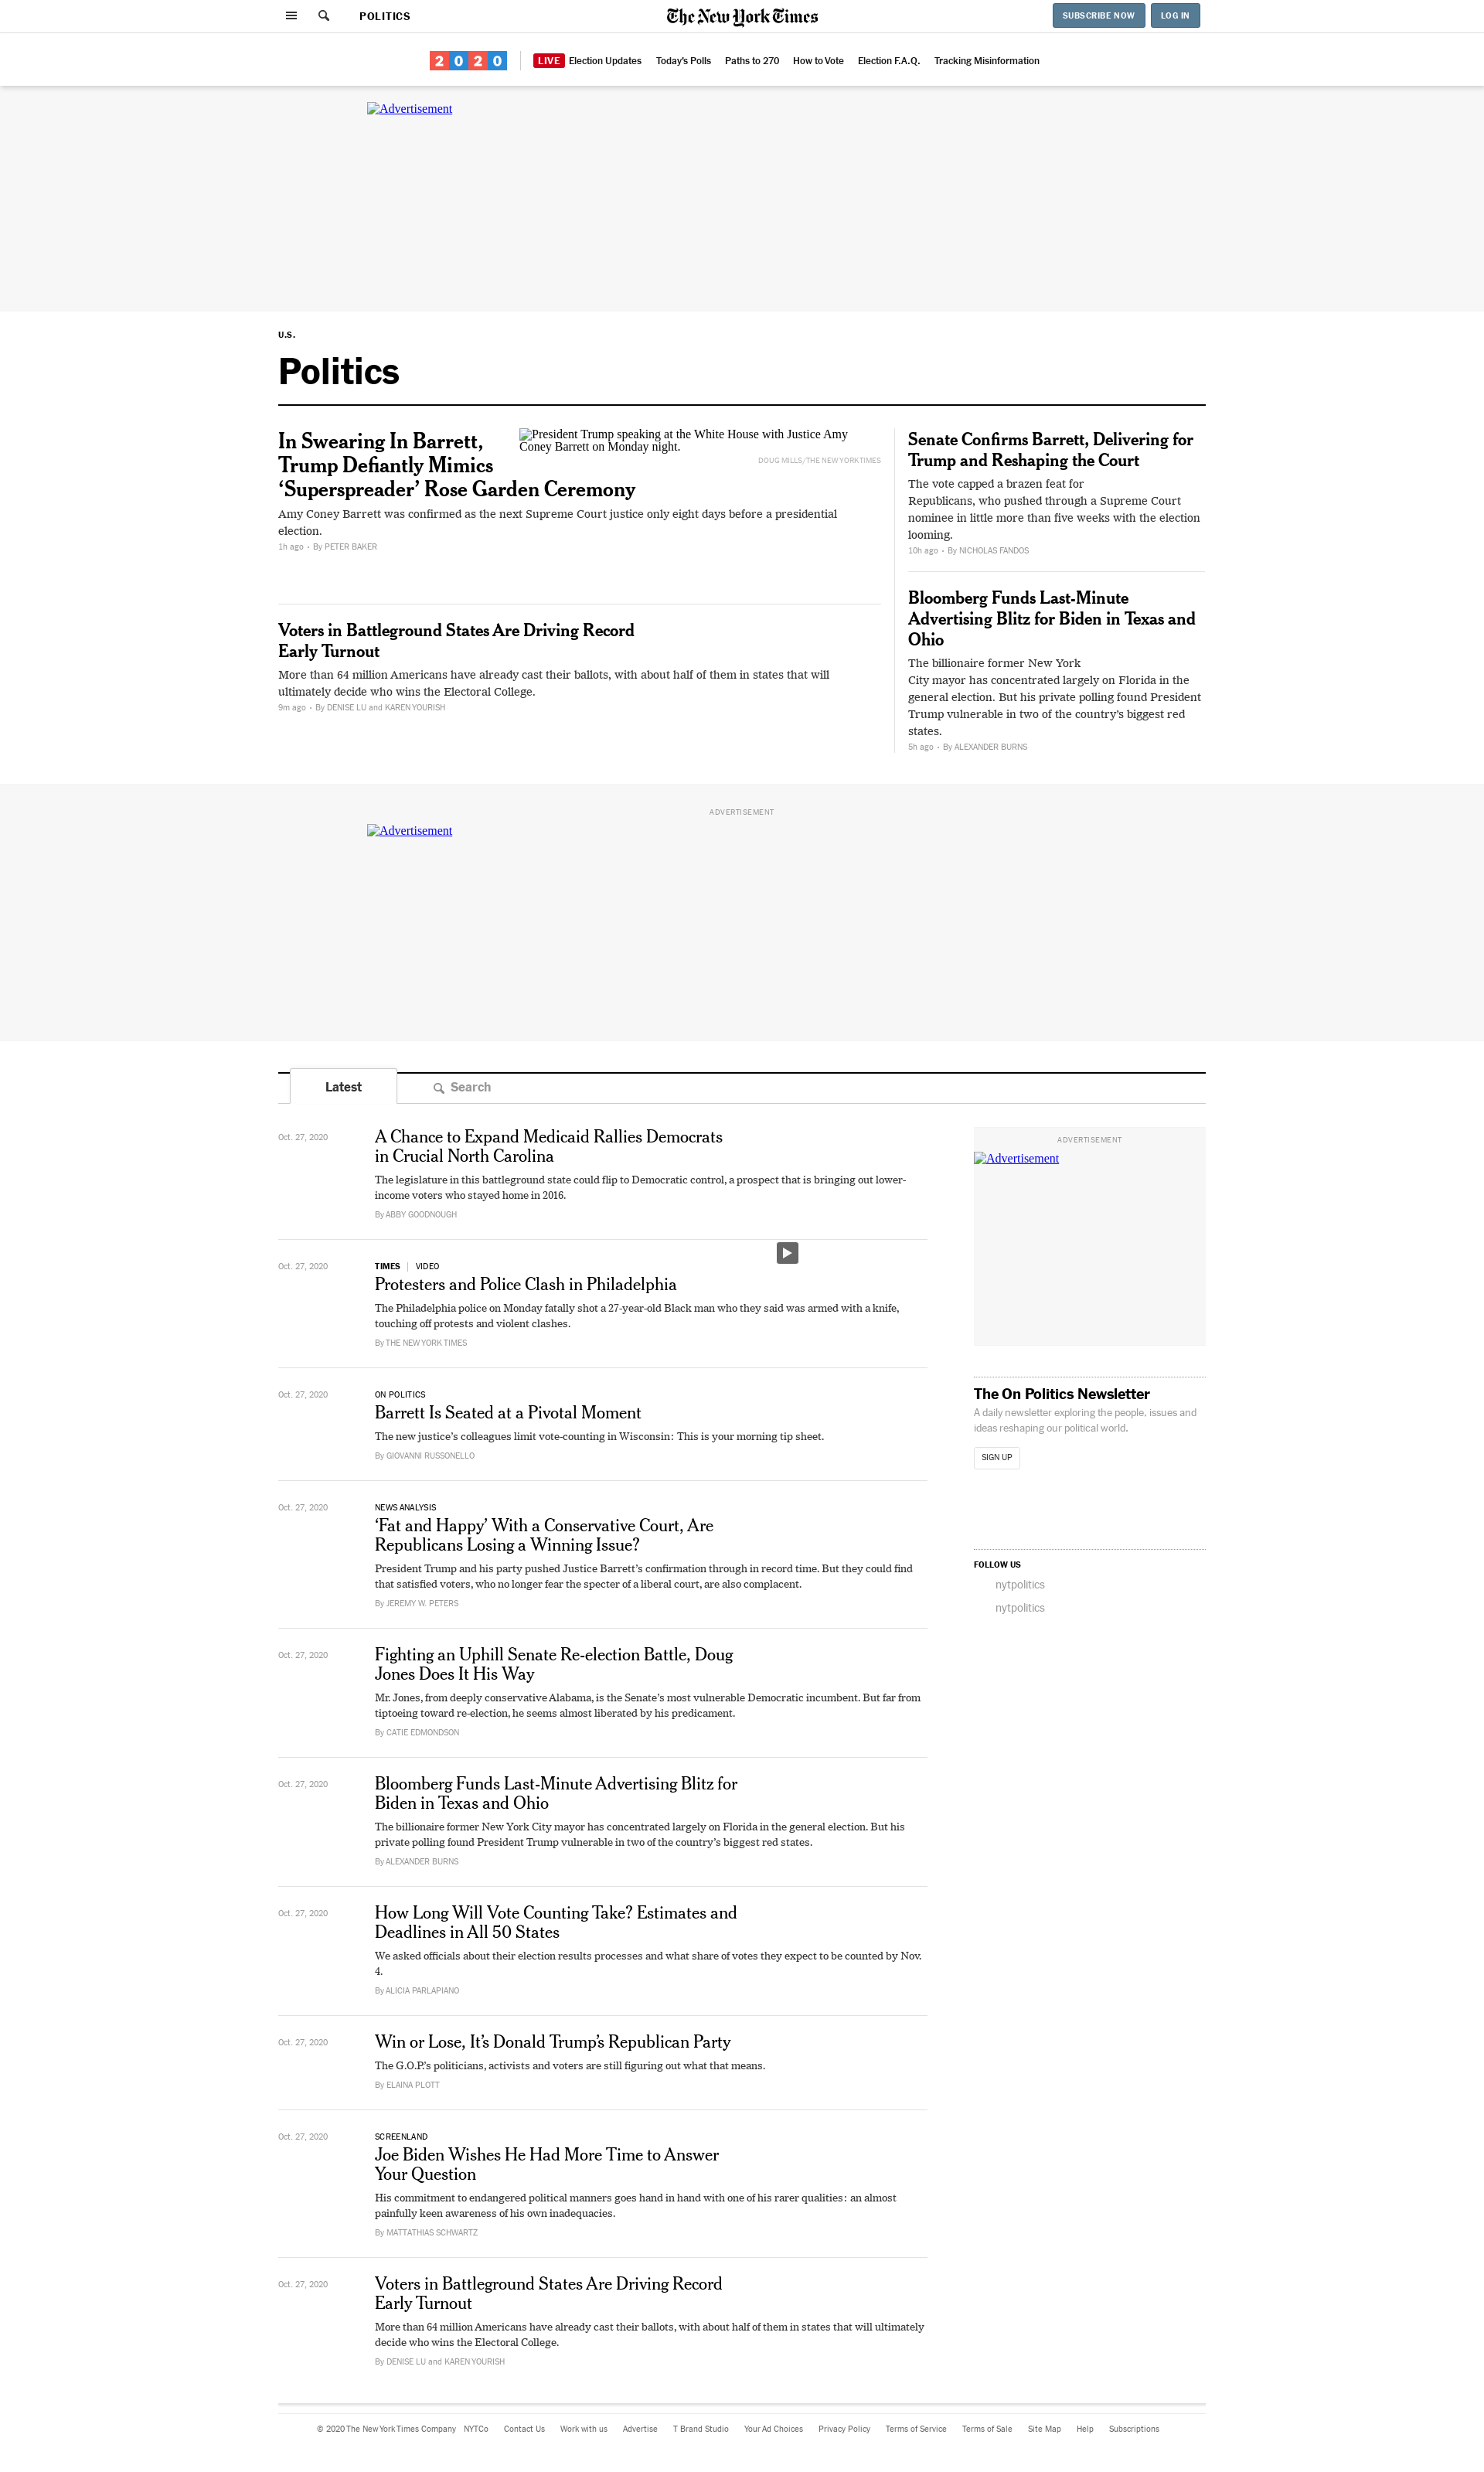 POLITICS
The New York Times
SUBSCRIBE NOW
LOG IN
2020
LIVE Election Updates
Today's Polls
Paths to 270
How to Vote
Election F.A.Q.
Tracking Misinformation
Advertisement
U.S.
Politics
In Swearing In Barrett,
Trump Defiantly Mimics
‘Superspreader’ Rose Garden Ceremony
President Trump speaking at the White House with Justice Amy
Coney Barrett on Monday night.
DOUG MILLS/THE NEW YORK TIMES
Amy Coney Barrett was confirmed as the next Supreme Court justice only eight days before a presidential
election.
1h ago • By PETER BAKER
Voters in Battleground States Are Driving Record
Early Turnout
More than 64 million Americans have already cast their ballots, with about half of them in states that will
ultimately decide who wins the Electoral College.
9m ago • By DENISE LU and KAREN YOURISH
Senate Confirms Barrett, Delivering for
Trump and Reshaping the Court
The vote capped a brazen feat for
Republicans, who pushed through a Supreme Court
nominee in little more than five weeks with the election
looming.
10h ago • By NICHOLAS FANDOS
Bloomberg Funds Last-Minute
Advertising Blitz for Biden in Texas and
Ohio
The billionaire former New York
City mayor has concentrated largely on Florida in the
general election. But his private polling found President
Trump vulnerable in two of the country’s biggest red
states.
5h ago • By ALEXANDER BURNS
ADVERTISEMENT
Advertisement
Latest
Search
Oct. 27, 2020
A Chance to Expand Medicaid Rallies Democrats
in Crucial North Carolina
The legislature in this battleground state could flip to Democratic control, a prospect that is bringing out lower-
income voters who stayed home in 2016.
By ABBY GOODNOUGH
Oct. 27, 2020
TIMES | VIDEO
Protesters and Police Clash in Philadelphia
The Philadelphia police on Monday fatally shot a 27-year-old Black man who they said was armed with a knife,
touching off protests and violent clashes.
By THE NEW YORK TIMES
Oct. 27, 2020
ON POLITICS
Barrett Is Seated at a Pivotal Moment
The new justice’s colleagues limit vote-counting in Wisconsin: This is your morning tip sheet.
By GIOVANNI RUSSONELLO
Oct. 27, 2020
NEWS ANALYSIS
‘Fat and Happy’ With a Conservative Court, Are
Republicans Losing a Winning Issue?
President Trump and his party pushed Justice Barrett’s confirmation through in record time. But they could find
that satisfied voters, who no longer fear the specter of a liberal court, are also complacent.
By JEREMY W. PETERS
Oct. 27, 2020
Fighting an Uphill Senate Re-election Battle, Doug
Jones Does It His Way
Mr. Jones, from deeply conservative Alabama, is the Senate’s most vulnerable Democratic incumbent. But far from
tiptoeing toward re-election, he seems almost liberated by his predicament.
By CATIE EDMONDSON
Oct. 27, 2020
Bloomberg Funds Last-Minute Advertising Blitz for
Biden in Texas and Ohio
The billionaire former New York City mayor has concentrated largely on Florida in the general election. But his
private polling found President Trump vulnerable in two of the country’s biggest red states.
By ALEXANDER BURNS
Oct. 27, 2020
How Long Will Vote Counting Take? Estimates and
Deadlines in All 50 States
We asked officials about their election results processes and what share of votes they expect to be counted by Nov.
4.
By ALICIA PARLAPIANO
Oct. 27, 2020
Win or Lose, It’s Donald Trump’s Republican Party
The G.O.P.’s politicians, activists and voters are still figuring out what that means.
By ELAINA PLOTT
Oct. 27, 2020
SCREENLAND
Joe Biden Wishes He Had More Time to Answer
Your Question
His commitment to endangered political manners goes hand in hand with one of his rarer qualities: an almost
painfully keen awareness of his own inadequacies.
By MATTATHIAS SCHWARTZ
Oct. 27, 2020
Voters in Battleground States Are Driving Record
Early Turnout
More than 64 million Americans have already cast their ballots, with about half of them in states that will ultimately
decide who wins the Electoral College.
By DENISE LU and KAREN YOURISH
ADVERTISEMENT
Advertisement
The On Politics Newsletter
A daily newsletter exploring the people, issues and
ideas reshaping our political world.
SIGN UP
FOLLOW US
nytpolitics
nytpolitics
© 2020 The New York Times Company
NYTCo
Contact Us
Work with us
Advertise
T Brand Studio
Your Ad Choices
Privacy Policy
Terms of Service
Terms of Sale
Site Map
Help
Subscriptions